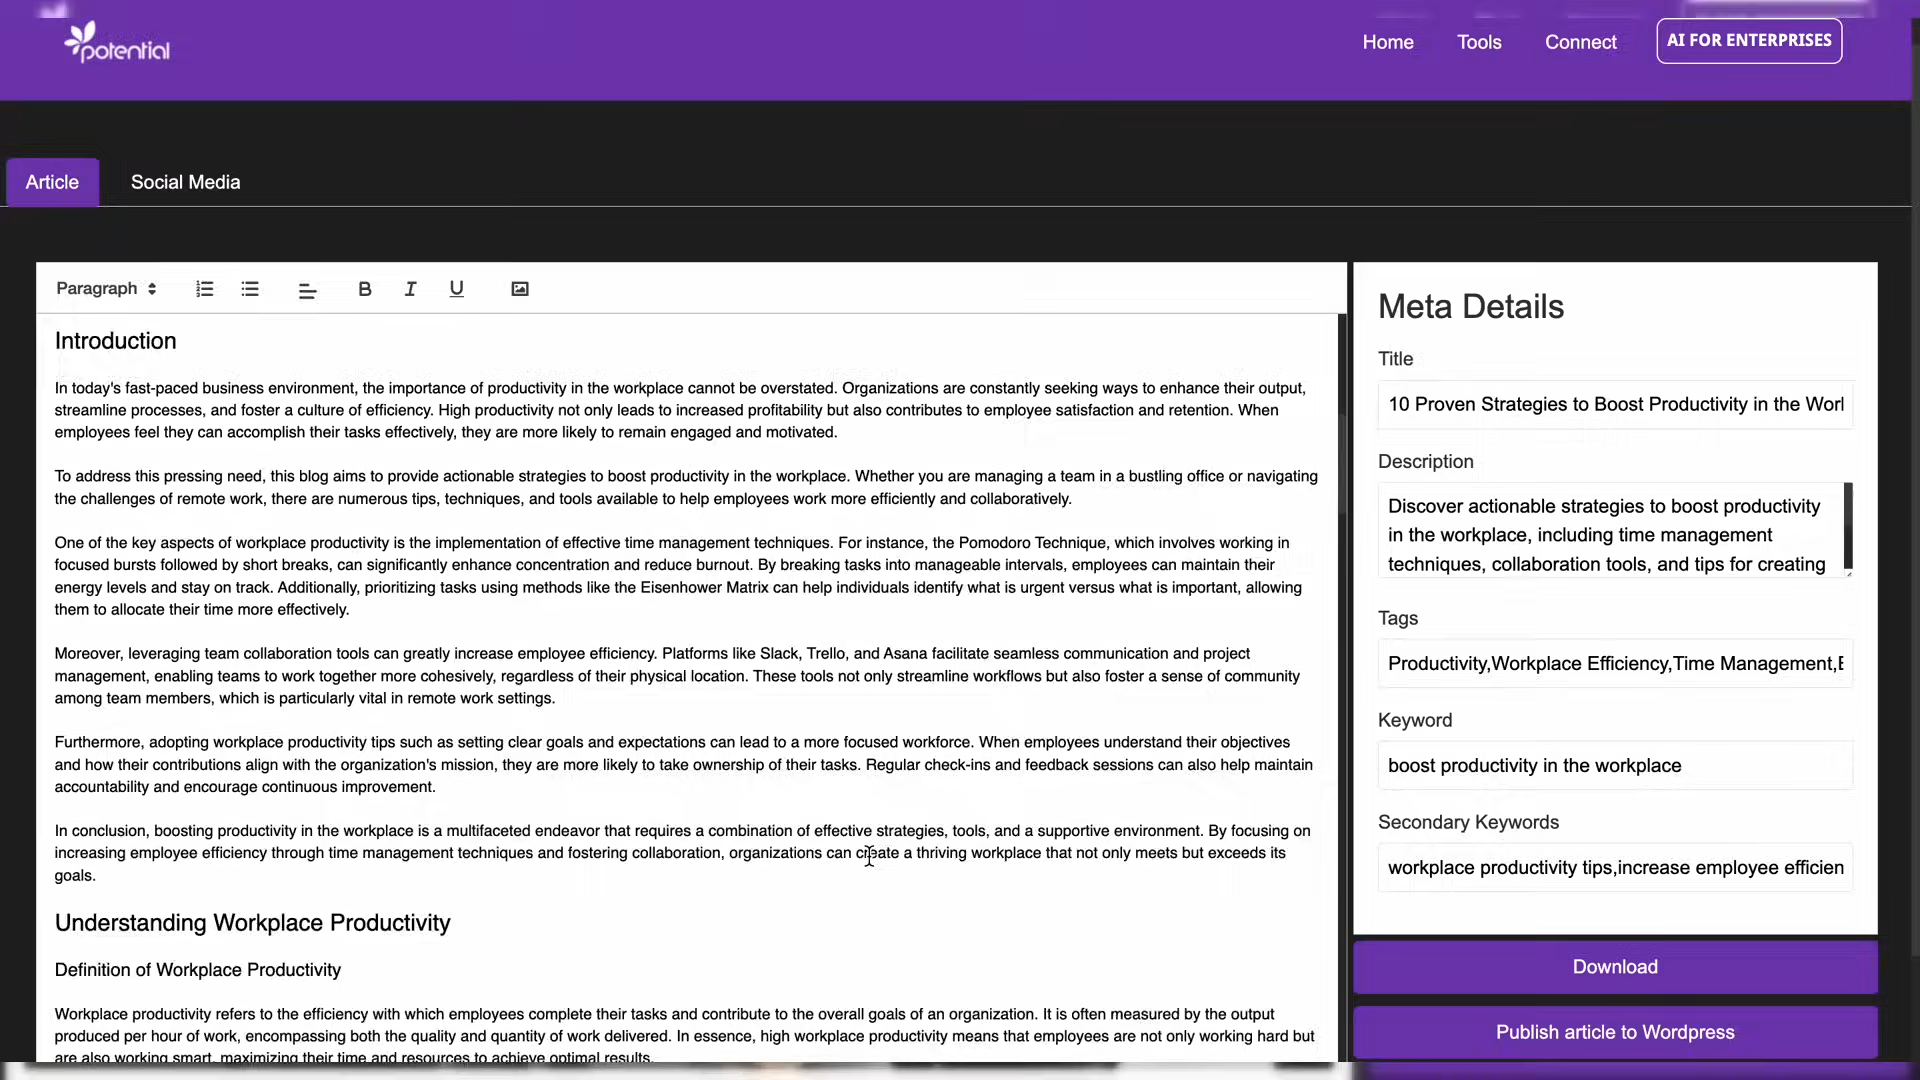 potential
Home
Tools
Connect
AI FOR ENTERPRISES
Article
Social Media
Paragraph
B
I
U
Introduction
In today's fast-paced business environment, the importance of productivity in the workplace cannot be overstated. Organizations are constantly seeking ways to enhance their output,
streamline processes, and foster a culture of efficiency. High productivity not only leads to increased profitability but also contributes to employee satisfaction and retention. When
employees feel they can accomplish their tasks effectively, they are more likely to remain engaged and motivated.
To address this pressing need, this blog aims to provide actionable strategies to boost productivity in the workplace. Whether you are managing a team in a bustling office or navigating
the challenges of remote work, there are numerous tips, techniques, and tools available to help employees work more efficiently and collaboratively.
One of the key aspects of workplace productivity is the implementation of effective time management techniques. For instance, the Pomodoro Technique, which involves working in
focused bursts followed by short breaks, can significantly enhance concentration and reduce burnout. By breaking tasks into manageable intervals, employees can maintain their
energy levels and stay on track. Additionally, prioritizing tasks using methods like the Eisenhower Matrix can help individuals identify what is urgent versus what is important, allowing
them to allocate their time more effectively.
Moreover, leveraging team collaboration tools can greatly increase employee efficiency. Platforms like Slack, Trello, and Asana facilitate seamless communication and project
management, enabling teams to work together more cohesively, regardless of their physical location. These tools not only streamline workflows but also foster a sense of community
among team members, which is particularly vital in remote work settings.
Furthermore, adopting workplace productivity tips such as setting clear goals and expectations can lead to a more focused workforce. When employees understand their objectives
and how their contributions align with the organization's mission, they are more likely to take ownership of their tasks. Regular check-ins and feedback sessions can also help maintain
accountability and encourage continuous improvement.
In conclusion, boosting productivity in the workplace is a multifaceted endeavor that requires a combination of effective strategies, tools, and a supportive environment. By focusing on
increasing employee efficiency through time management techniques and fostering collaboration, organizations can create a thriving workplace that not only meets but exceeds its
goals.
Understanding Workplace Productivity
Definition of Workplace Productivity
Workplace productivity refers to the efficiency with which employees complete their tasks and contribute to the overall goals of an organization. It is often measured by the output
produced per hour of work, encompassing both the quality and quantity of work delivered. In essence, high workplace productivity means that employees are not only working hard but
are also working smart, maximizing their time and resources to achieve optimal results.
Meta Details
Title
10 Proven Strategies to Boost Productivity in the Worl
Description
Discover actionable strategies to boost productivity
in the workplace, including time management
techniques, collaboration tools, and tips for creating
Tags
Productivity,Workplace Efficiency,Time Management,E
Keyword
boost productivity in the workplace
Secondary Keywords
workplace productivity tips,increase employee efficien
Download
Publish article to Wordpress